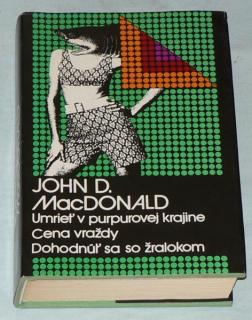 JOHN D.
MACDONALD
Umrieť v purpurovej krajine
Cena vraždy
Dohodnúť sa so žralokom